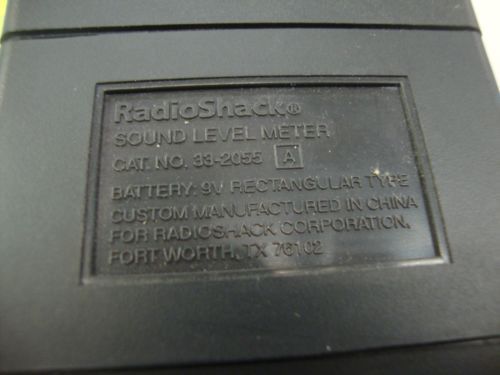 RadioShack®
SOUND LEVEL METER
CAT. NO. 33-2055 A
BATTERY: 9V RECTANGULAR TYPE
CUSTOM MANUFACTURED IN CHINA
FOR RADIOSHACK CORPORATION,
FORT WORTH, TX 76102